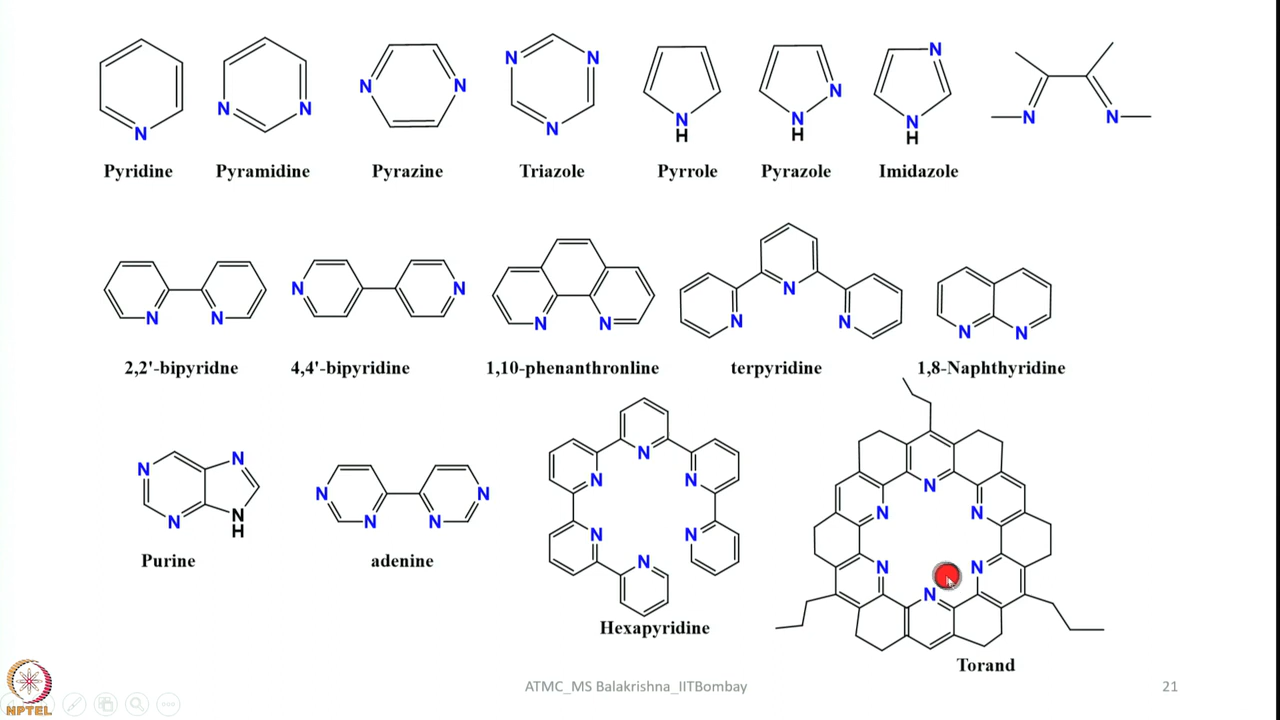 N N N N N N N N N N H N N H N N H N N
Pyridine Pyramidine Pyrazine Triazole Pyrrole Pyrazole Imidazole
N N N N N N N N N N N
2,2'-bipyridne 4,4'-bipyridine 1,10-phenanthronline terpyridine 1,8-Naphthyridine
N N N N H N N N N N N N N N N N N N N N N
Purine adenine Hexapyridine Torand
ATMC_MS Balakrishna_IITBombay 21
NPTEL